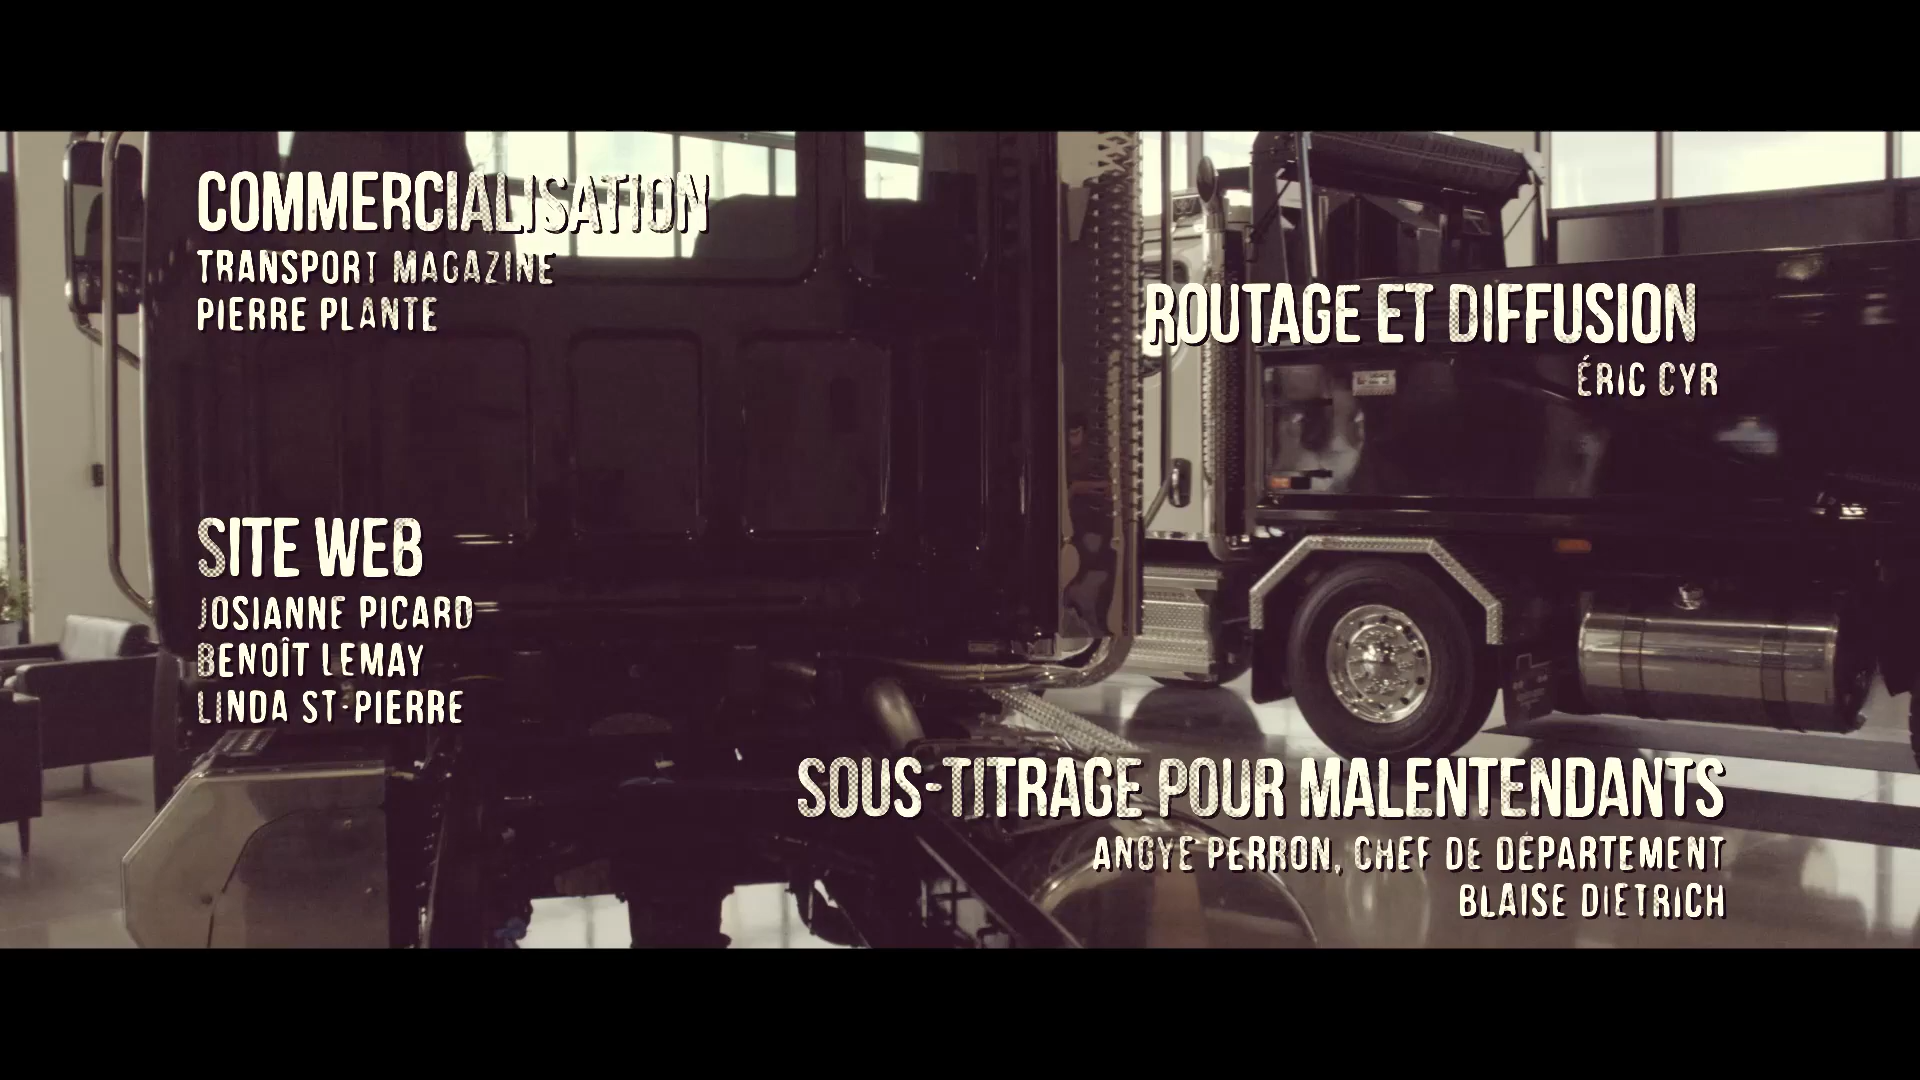 COMMERCIALISATION
TRANSPORT MAGAZINE
PIERRE PLANTE
ROUTAGE ET DIFFUSION
ÉRIC CYR
SITE WEB
JOSIANNE PICARD
BENOÎT LEMAY
LINDA ST-PIERRE
SOUS-TITRAGE POUR MALENTENDANTS
ANGYE PERRON, CHEF DE DÉPARTEMENT
BLAISE DIETRICH